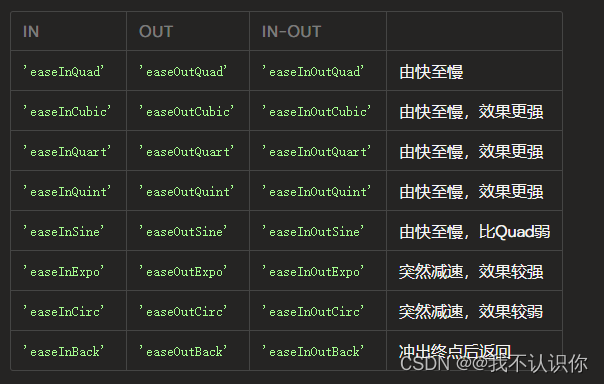 IN OUT IN-OUT
'easeInQuad' 'easeOutQuad' 'easeInOutQuad' 由快至慢
'easeInCubic' 'easeOutCubic' 'easeInOutCubic' 由快至慢，效果更强
'easeInQuart' 'easeOutQuart' 'easeInOutQuart' 由快至慢，效果更强
'easeInQuint' 'easeOutQuint' 'easeInOutQuint' 由快至慢，效果更强
'easeInSine' 'easeOutSine' 'easeInOutSine' 由快至慢，比Quad弱
'easeInExpo' 'easeOutExpo' 'easeInOutExpo' 突然减速，效果较强
'easeInCirc' 'easeOutCirc' 'easeInOutCirc' 突然减速，效果较弱
'easeInBack' 'easeOutBack' 'easeInOutBack' 冲出终点后返回
CSDN @@我不认识你